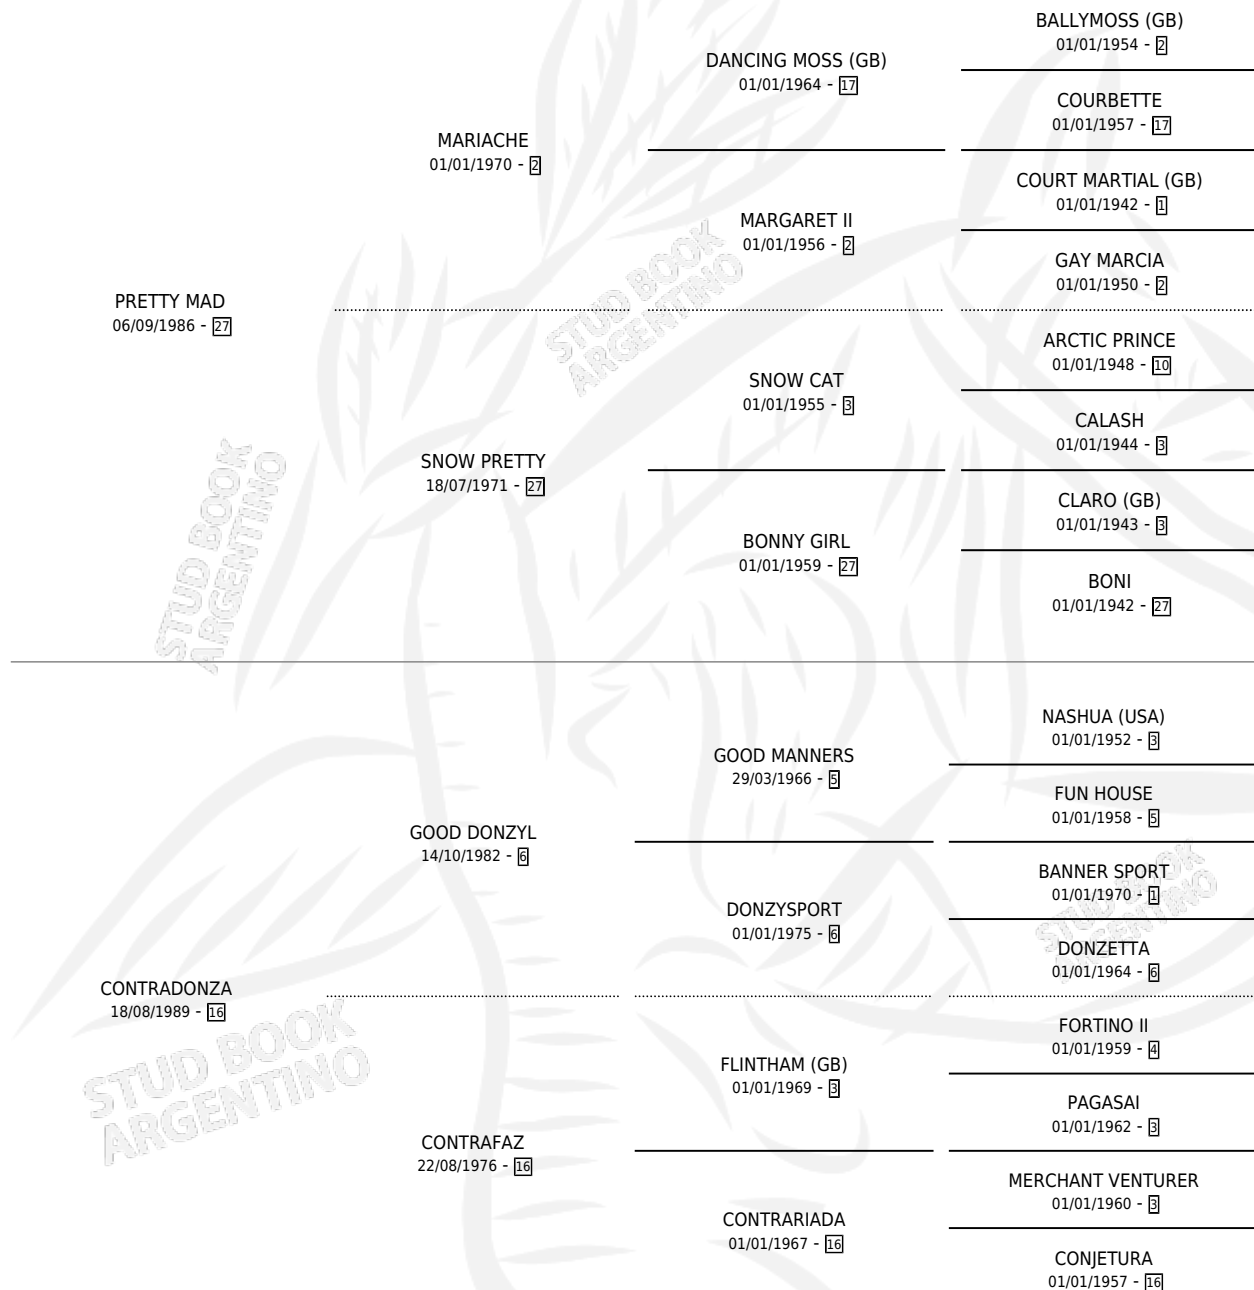 BALLYMOSS (GB)
01/01/1954 - 2
DANCING MOSS (GB)
01/01/1964 - 17
COURBETTE
01/01/1957 - 17
MARIACHE
01/01/1970 - 2
COURT MARTIAL (GB)
01/01/1942 - 1
MARGARET II
01/01/1956 - 2
GAY MARCIA
01/01/1950 - 2
PRETTY MAD
06/09/1986 - 27
ARCTIC PRINCE
01/01/1948 - 10
SNOW CAT
01/01/1955 - 3
CALASH
01/01/1944 - 3
SNOW PRETTY
18/07/1971 - 27
CLARO (GB)
01/01/1943 - 3
BONNY GIRL
01/01/1959 - 27
BONI
01/01/1942 - 27
NASHUA (USA)
01/01/1952 - 3
GOOD MANNERS
29/03/1966 - 5
FUN HOUSE
01/01/1958 - 5
GOOD DONZYL
14/10/1982 - 6
BANNER SPORT
01/01/1970 - 1
DONZYSPORT
01/01/1975 - 6
DONZETTA
01/01/1964 - 6
CONTRADONZA
18/08/1989 - 16
FORTINO II
01/01/1959 - 4
FLINTHAM (GB)
01/01/1969 - 3
PAGASAI
01/01/1962 - 3
CONTRAFAZ
22/08/1976 - 16
MERCHANT VENTURER
01/01/1960 - 3
CONTRARIADA
01/01/1967 - 16
CONJETURA
01/01/1957 - 16
STUD BOOK
ARGENTINO
STUD BOOK
ARGENTINO
STUD BOOK
ARGENTINO
STUD BOOK
ARGENTINO